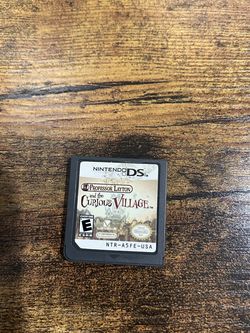 NINTENDO DS
PROFESSOR LAYTON
and the
CURIOUS VILLAGE
E
NTR-A5FE-USA